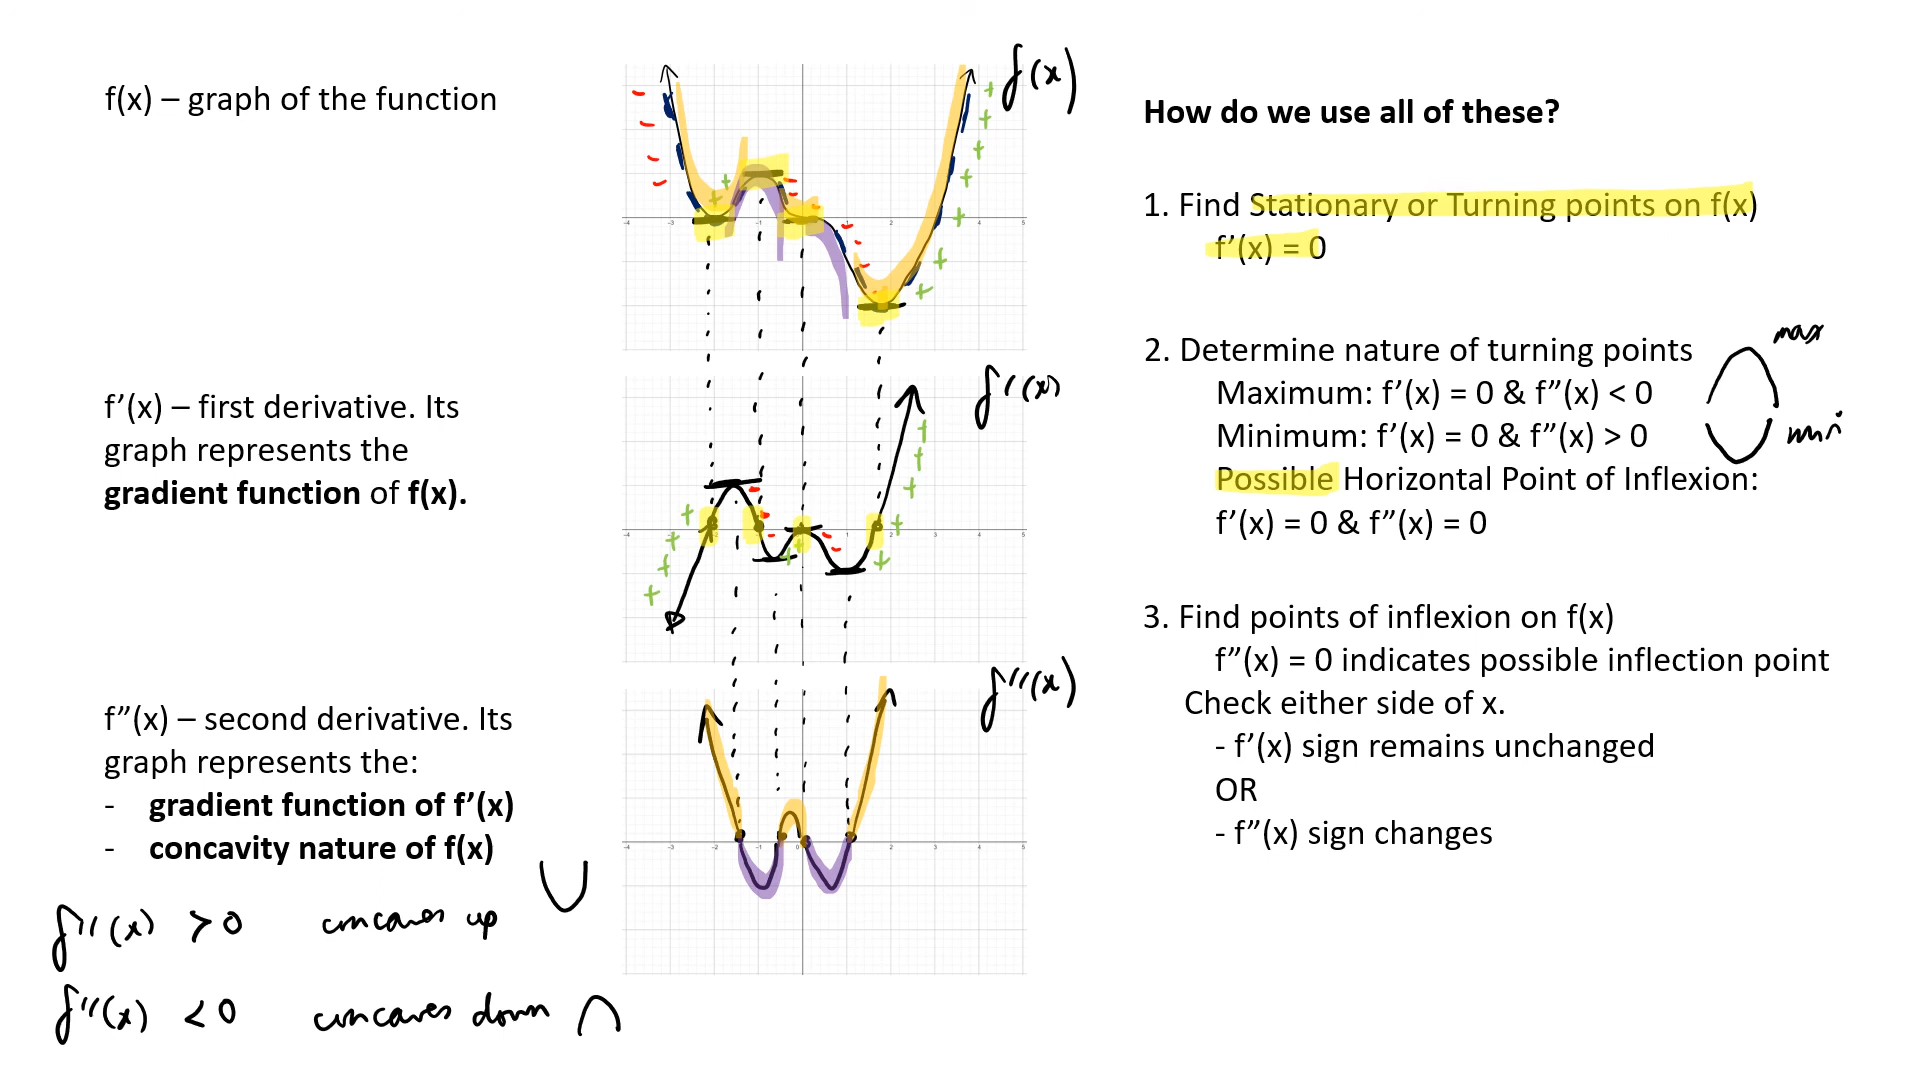 f(x) – graph of the function
f(x)
f’(x) – first derivative. Its
graph represents the
gradient function of f(x).
f'(x)
f”(x) – second derivative. Its
graph represents the:
- gradient function of f’(x)
- concavity nature of f(x)
f''(x)
f''(x) > 0 concaves up
f''(x) < 0 concaves down
How do we use all of these?
1. Find Stationary or Turning points on f(x)
f’(x) = 0
2. Determine nature of turning points
Maximum: f’(x) = 0 & f”(x) < 0
max
Minimum: f’(x) = 0 & f”(x) > 0
min
Possible Horizontal Point of Inflexion:
f’(x) = 0 & f”(x) = 0
3. Find points of inflexion on f(x)
f”(x) = 0 indicates possible inflection point
Check either side of x.
- f’(x) sign remains unchanged
OR
- f”(x) sign changes